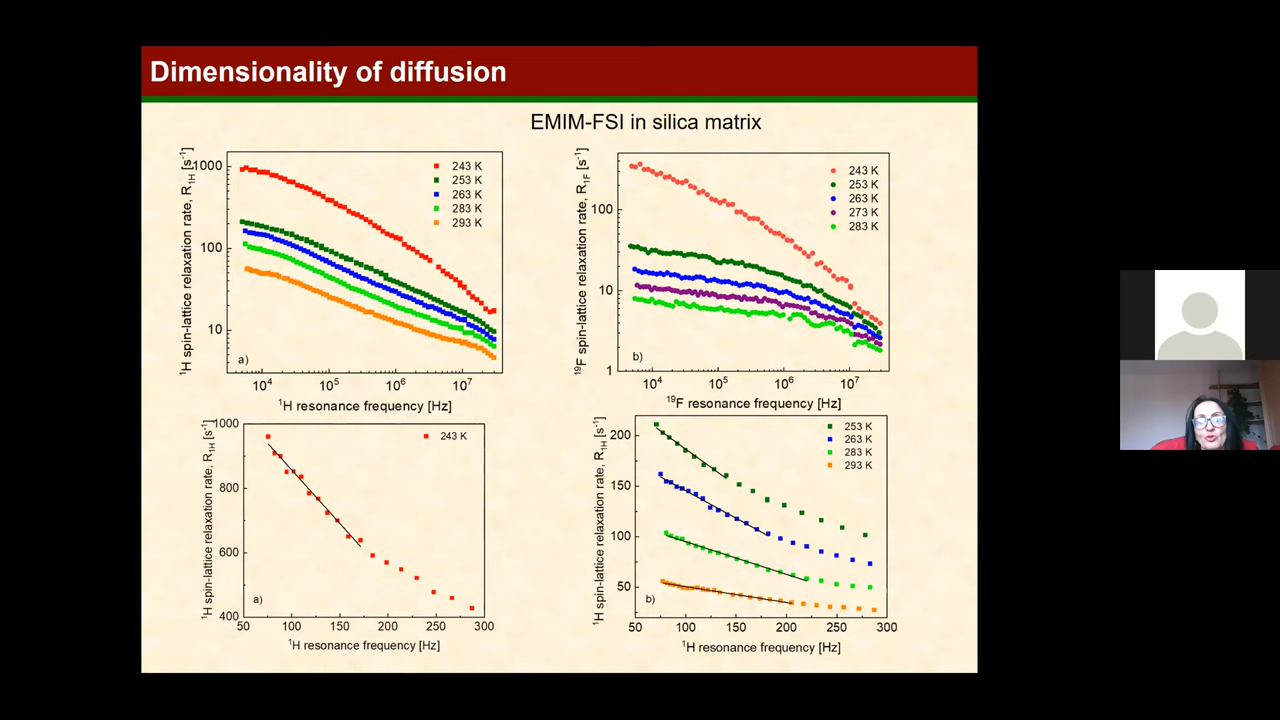 Dimensionality of diffusion
EMIM-FSI in silica matrix
¹H spin-lattice relaxation rate, R₁H [s⁻¹]
1000
100
10
243 K
253 K
263 K
283 K
293 K
a)
10⁴ 10⁵ 10⁶ 10⁷
¹H resonance frequency [Hz]
¹⁹F spin-lattice relaxation rate, R₁F [s⁻¹]
100
10
1
243 K
253 K
263 K
273 K
283 K
b)
10⁴ 10⁵ 10⁶ 10⁷
¹⁹F resonance frequency [Hz]
¹H spin-lattice relaxation rate, R₁H [s⁻¹]
1000
800
600
400
243 K
a)
50 100 150 200 250 300
¹H resonance frequency [Hz]
¹H spin-lattice relaxation rate, R₁H [s⁻¹]
200
150
100
50
253 K
263 K
283 K
293 K
b)
50 100 150 200 250 300
¹H resonance frequency [Hz]